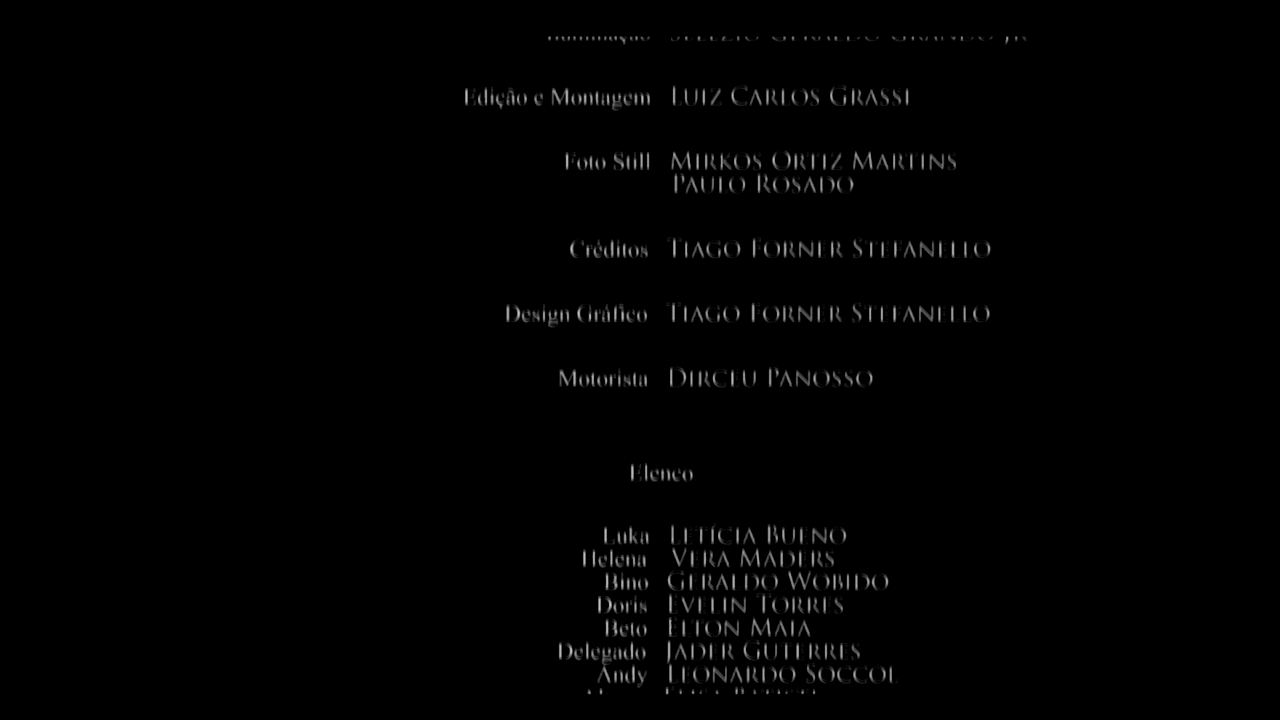 Iluminação
Edição e Montagem LUIZ CARLOS GRASSI
Foto Still MIRKOS ORTIZ MARTINS
PAULO ROSADO
Créditos TIAGO FORNER STEFANELLO
Design Gráfico TIAGO FORNER STEFANELLO
Motorista DIRCEU PANOSSO
Elenco
Luka LETÍCIA BUENO
Helena VERA MADERS
Bino GERALDO WOBIDO
Doris EVELIN TORRES
Beto ELTON MAIA
Delegado JADER GUTERRES
Andy LEONARDO SOCCOL